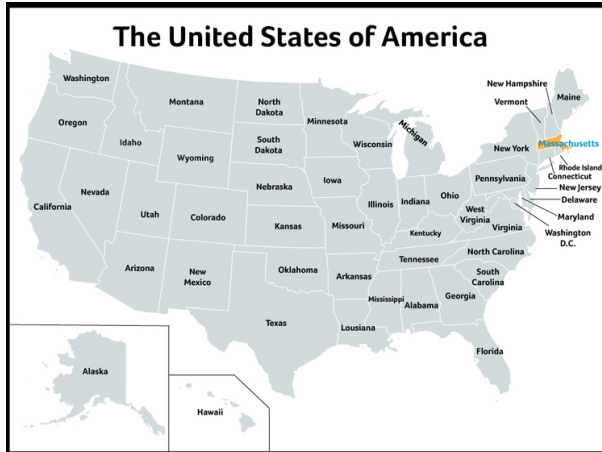 The United States of America
Washington
Montana
North
Dakota
Minnesota
New Hampshire
Vermont
Maine
Oregon
Idaho
Wyoming
South
Dakota
Wisconsin
Michigan
New York
Massachusetts
Rhode Island
Connecticut
New Jersey
Delaware
Maryland
Washington
D.C.
Nevada
Nebraska
Iowa
Pennsylvania
California
Utah
Colorado
Kansas
Missouri
Illinois
Indiana
Ohio
West
Virginia
Virginia
Kentucky
Arizona
New
Mexico
Oklahoma
Arkansas
Tennessee
North Carolina
South
Carolina
Mississippi
Alabama
Georgia
Texas
Lousiana
Florida
Alaska
Hawaii